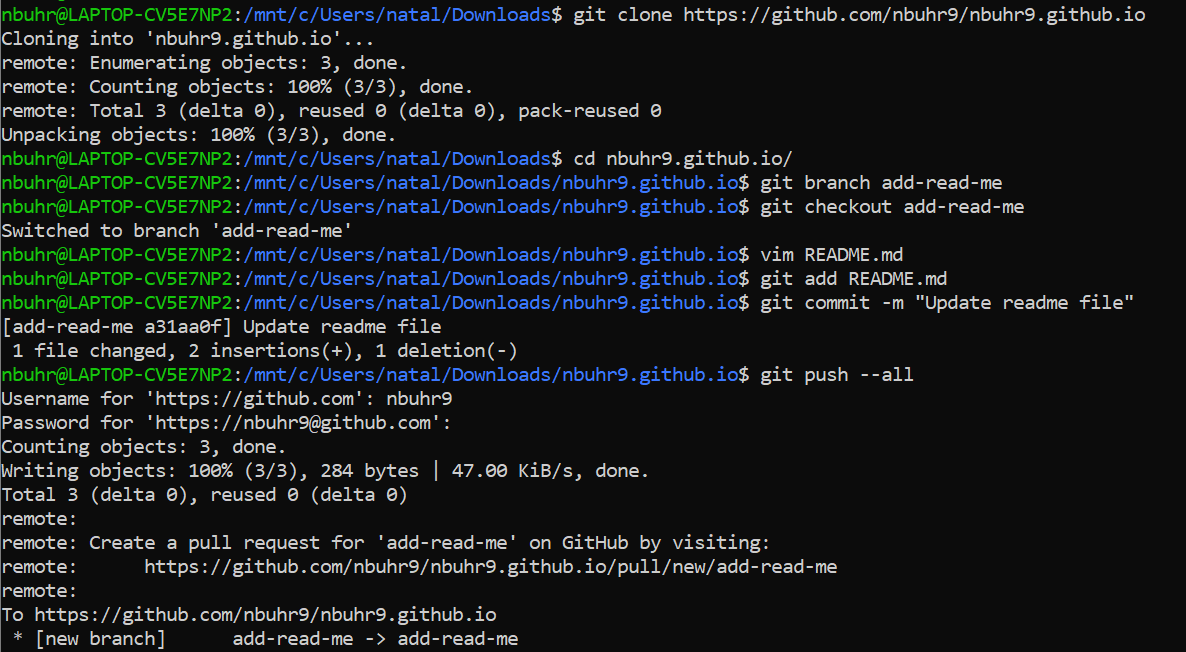 nbuhr@LAPTOP-CV5E7NP2:/mnt/c/Users/natal/Downloads$ git clone https://github.com/nbuhr9/nbuhr9.github.io
Cloning into 'nbuhr9.github.io'...
remote: Enumerating objects: 3, done.
remote: Counting objects: 100% (3/3), done.
remote: Total 3 (delta 0), reused 0 (delta 0), pack-reused 0
Unpacking objects: 100% (3/3), done.
nbuhr@LAPTOP-CV5E7NP2:/mnt/c/Users/natal/Downloads$ cd nbuhr9.github.io/
nbuhr@LAPTOP-CV5E7NP2:/mnt/c/Users/natal/Downloads/nbuhr9.github.io$ git branch add-read-me
nbuhr@LAPTOP-CV5E7NP2:/mnt/c/Users/natal/Downloads/nbuhr9.github.io$ git checkout add-read-me
Switched to branch 'add-read-me'
nbuhr@LAPTOP-CV5E7NP2:/mnt/c/Users/natal/Downloads/nbuhr9.github.io$ vim README.md
nbuhr@LAPTOP-CV5E7NP2:/mnt/c/Users/natal/Downloads/nbuhr9.github.io$ git add README.md
nbuhr@LAPTOP-CV5E7NP2:/mnt/c/Users/natal/Downloads/nbuhr9.github.io$ git commit -m "Update readme file"
[add-read-me a31aa0f] Update readme file
 1 file changed, 2 insertions(+), 1 deletion(-)
nbuhr@LAPTOP-CV5E7NP2:/mnt/c/Users/natal/Downloads/nbuhr9.github.io$ git push --all
Username for 'https://github.com': nbuhr9
Password for 'https://nbuhr9@github.com':
Counting objects: 3, done.
Writing objects: 100% (3/3), 284 bytes | 47.00 KiB/s, done.
Total 3 (delta 0), reused 0 (delta 0)
remote:
remote: Create a pull request for 'add-read-me' on GitHub by visiting:
remote:      https://github.com/nbuhr9/nbuhr9.github.io/pull/new/add-read-me
remote:
To https://github.com/nbuhr9/nbuhr9.github.io
 * [new branch]      add-read-me -> add-read-me